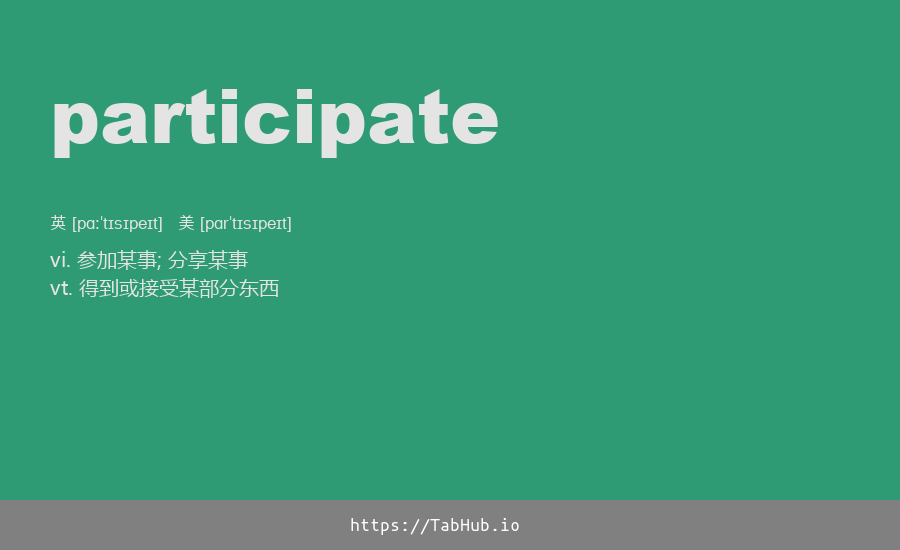 participate
英 [pɑːˈtɪsɪpeɪt] 美 [pɑrˈtɪsɪpeɪt]
vi. 参加某事; 分享某事
vt. 得到或接受某部分东西
https://TabHub.io